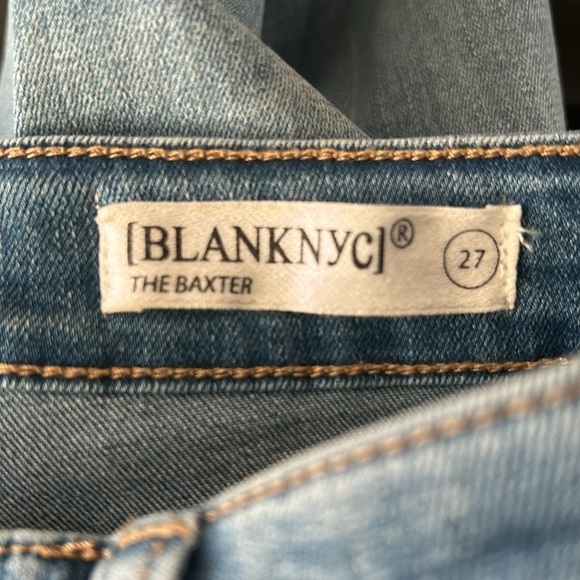 [BLANKNYC]®
THE BAXTER
27